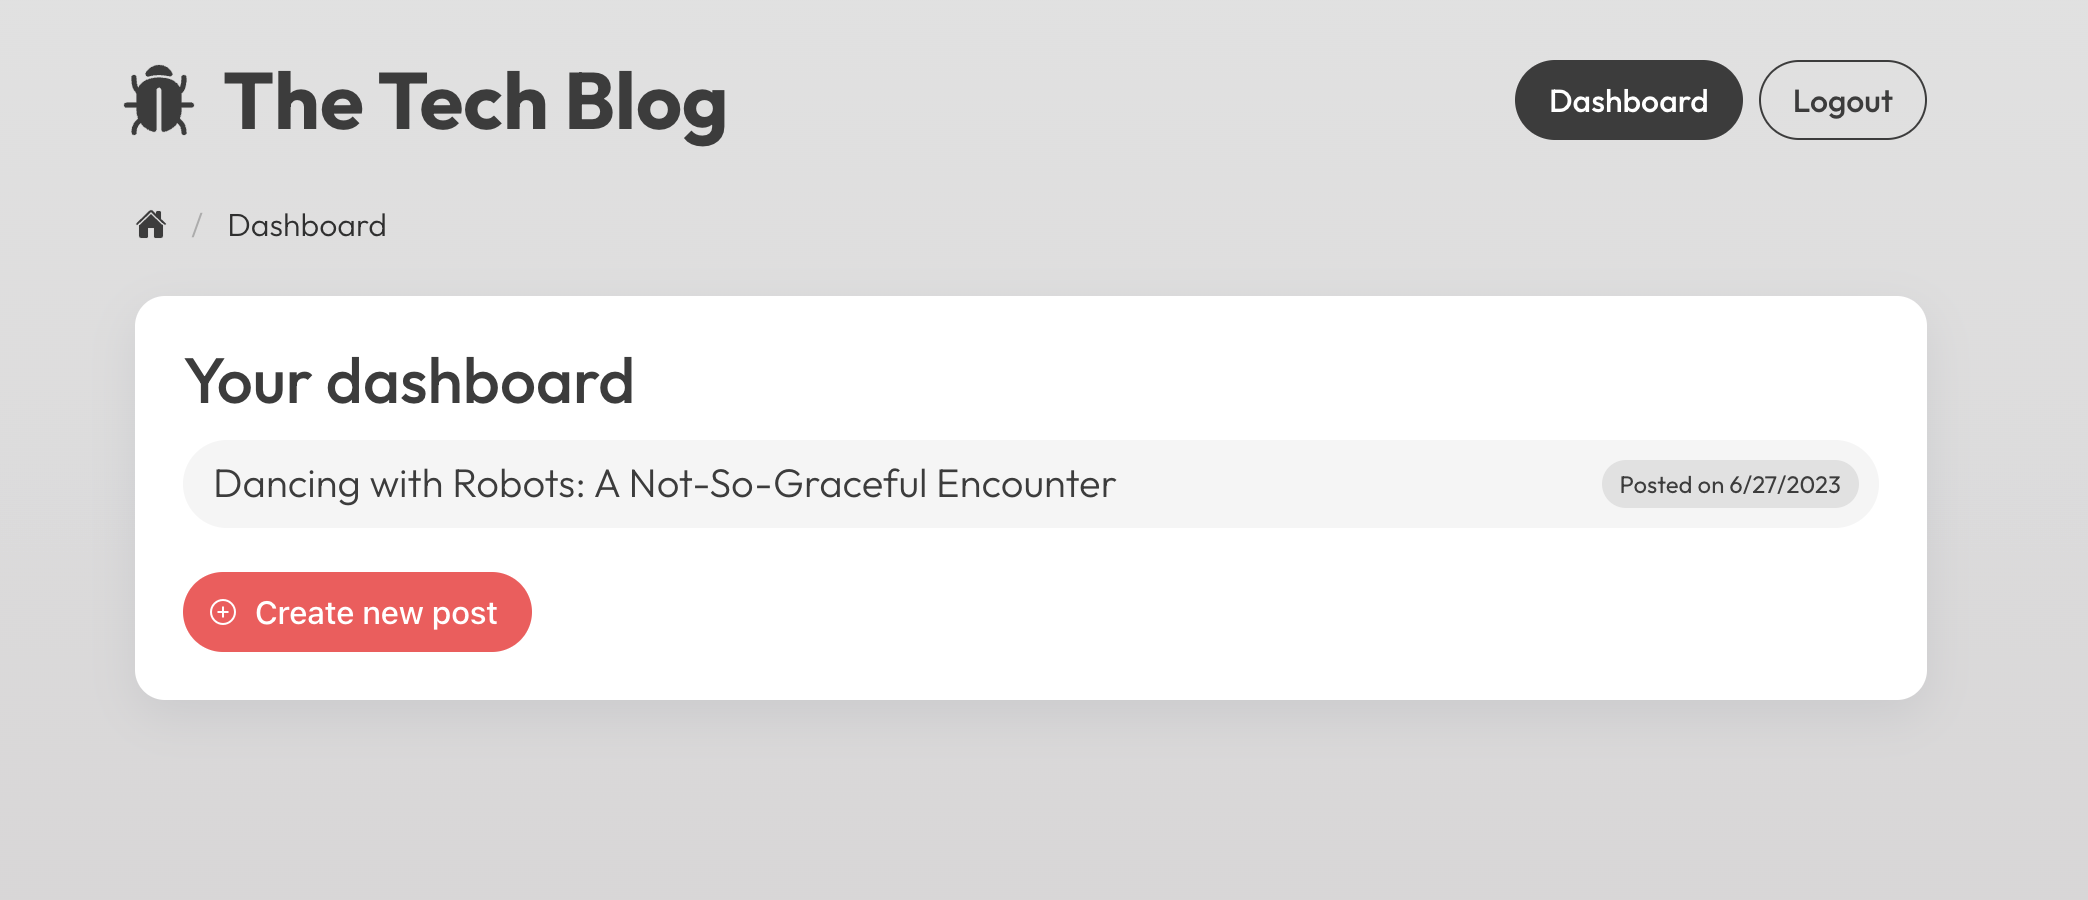 The Tech Blog
Dashboard
Logout
/ Dashboard
Your dashboard
Dancing with Robots: A Not-So-Graceful Encounter
Posted on 6/27/2023
Create new post